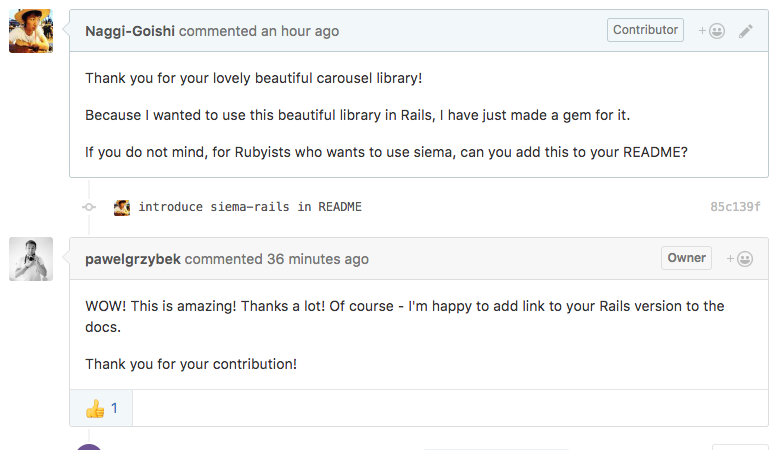 Naggi-Goishi commented an hour ago
Contributor
Thank you for your lovely beautiful carousel library!
Because I wanted to use this beautiful library in Rails, I have just made a gem for it.
If you do not mind, for Rubyists who wants to use siema, can you add this to your README?
introduce siema-rails in README
85c139f
pawelgrzybek commented 36 minutes ago
Owner
WOW! This is amazing! Thanks a lot! Of course - I'm happy to add link to your Rails version to the
docs.
Thank you for your contribution!
1